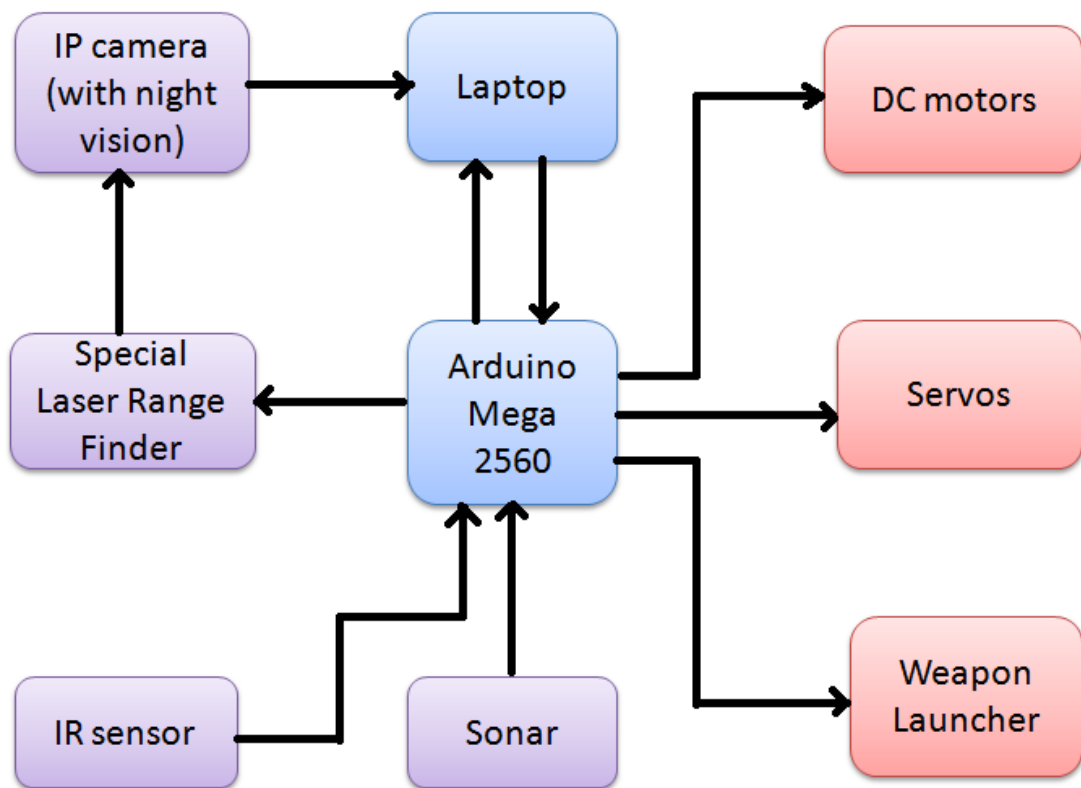 IP camera
(with night
vision)
Laptop
DC motors
Special
Laser Range
Finder
Arduino
Mega
2560
Servos
IR sensor
Sonar
Weapon
Launcher